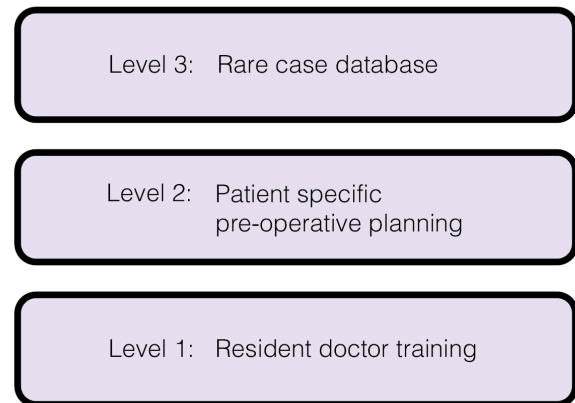 Level 3: Rare case database
Level 2: Patient specific
pre-operative planning
Level 1: Resident doctor training